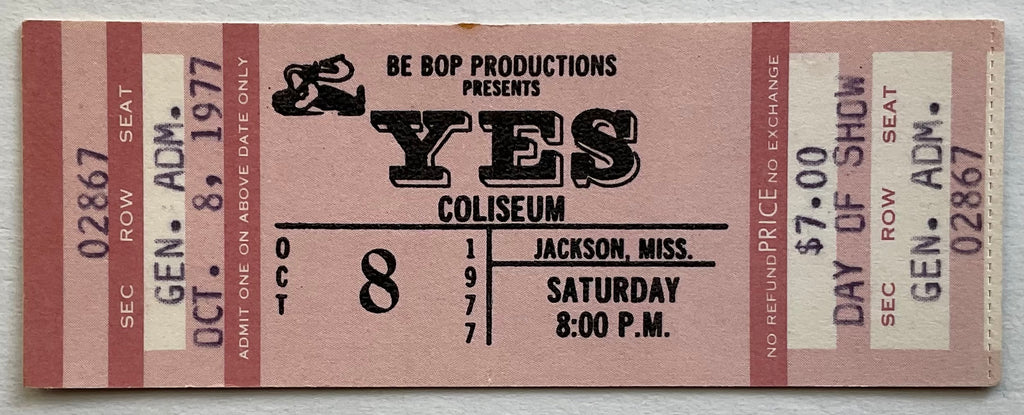 02867
SEC ROW SEAT
GEN. ADM.
OCT. 8, 1977
ADMIT ONE ON ABOVE DATE ONLY
BE BOP PRODUCTIONS
PRESENTS
YES
COLISEUM
OCT
8
1977
JACKSON, MISS.
SATURDAY
8:00 P.M.
NO REFUND PRICE NO EXCHANGE
$7.00
DAY OF SHOW
SEC ROW SEAT
GEN. ADM.
02867